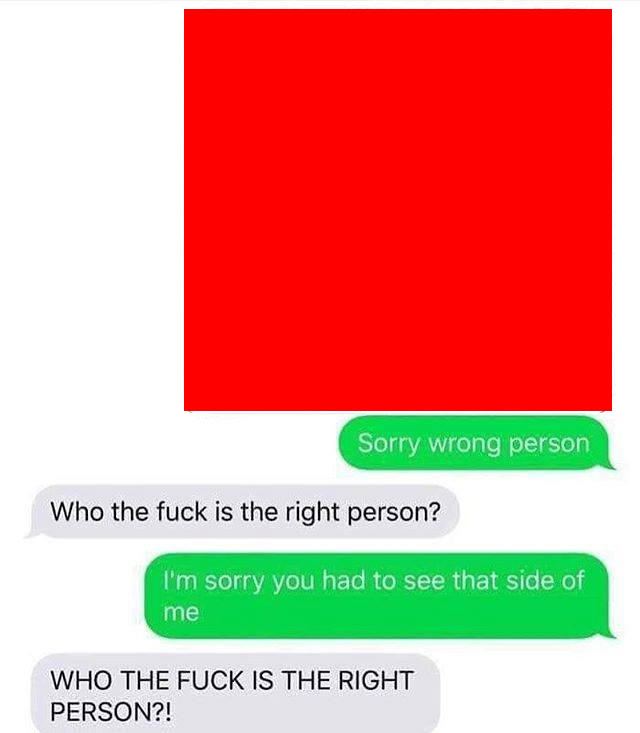 Sorry wrong person
Who the fuck is the right person?
I'm sorry you had to see that side of
me
WHO THE FUCK IS THE RIGHT
PERSON?!